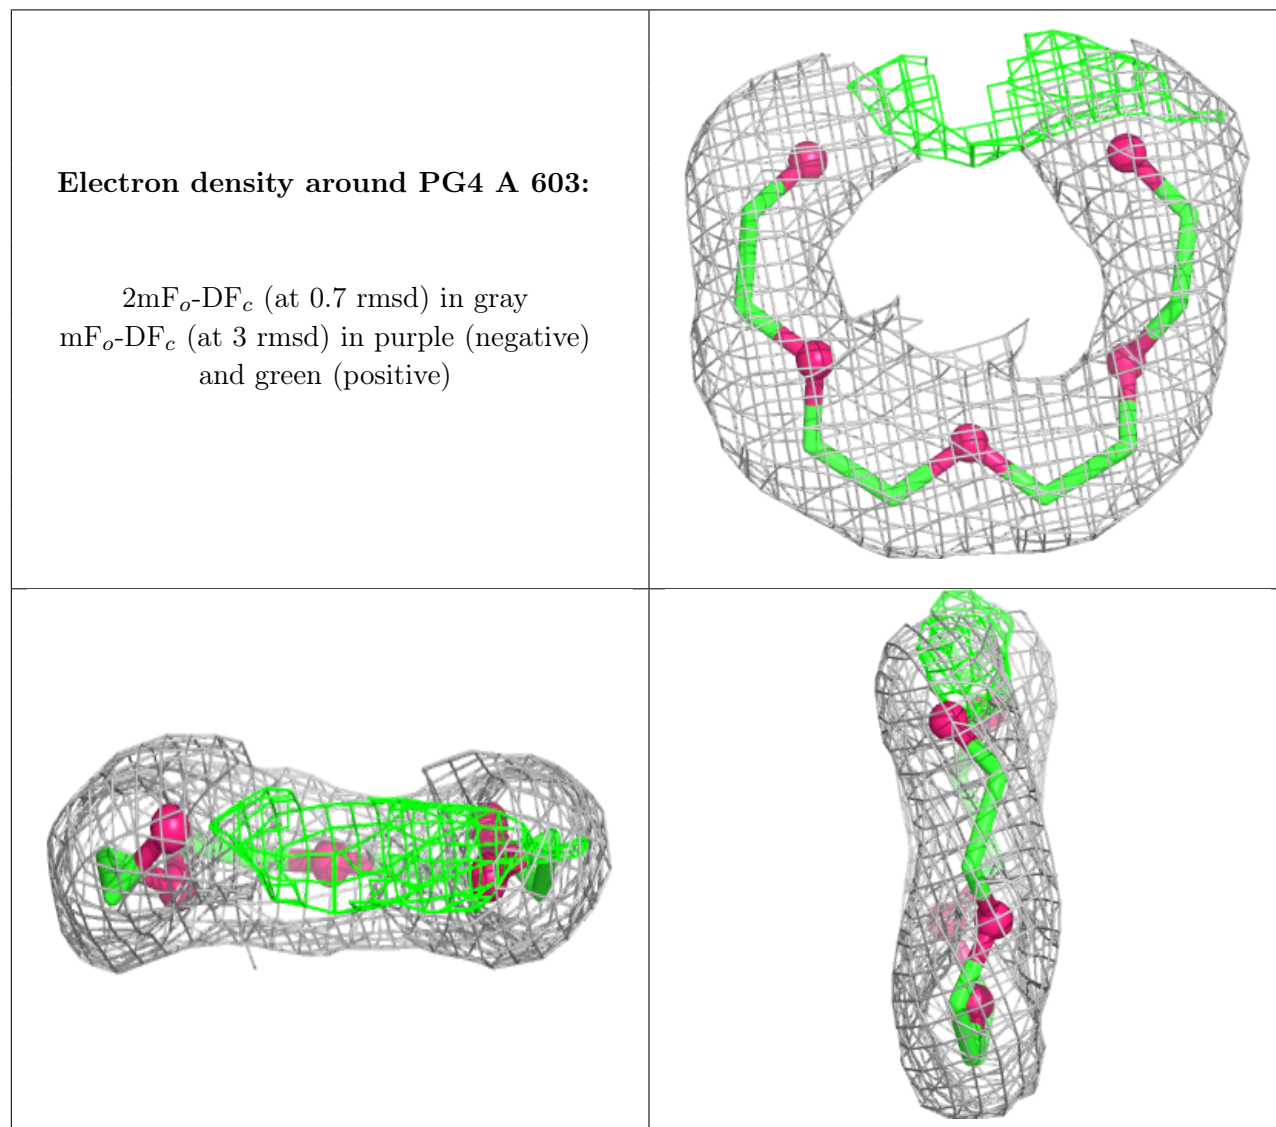 Electron density around PG4 A 603:
2mFo-DFc (at 0.7 rmsd) in gray
mFo-DFc (at 3 rmsd) in purple (negative)
and green (positive)